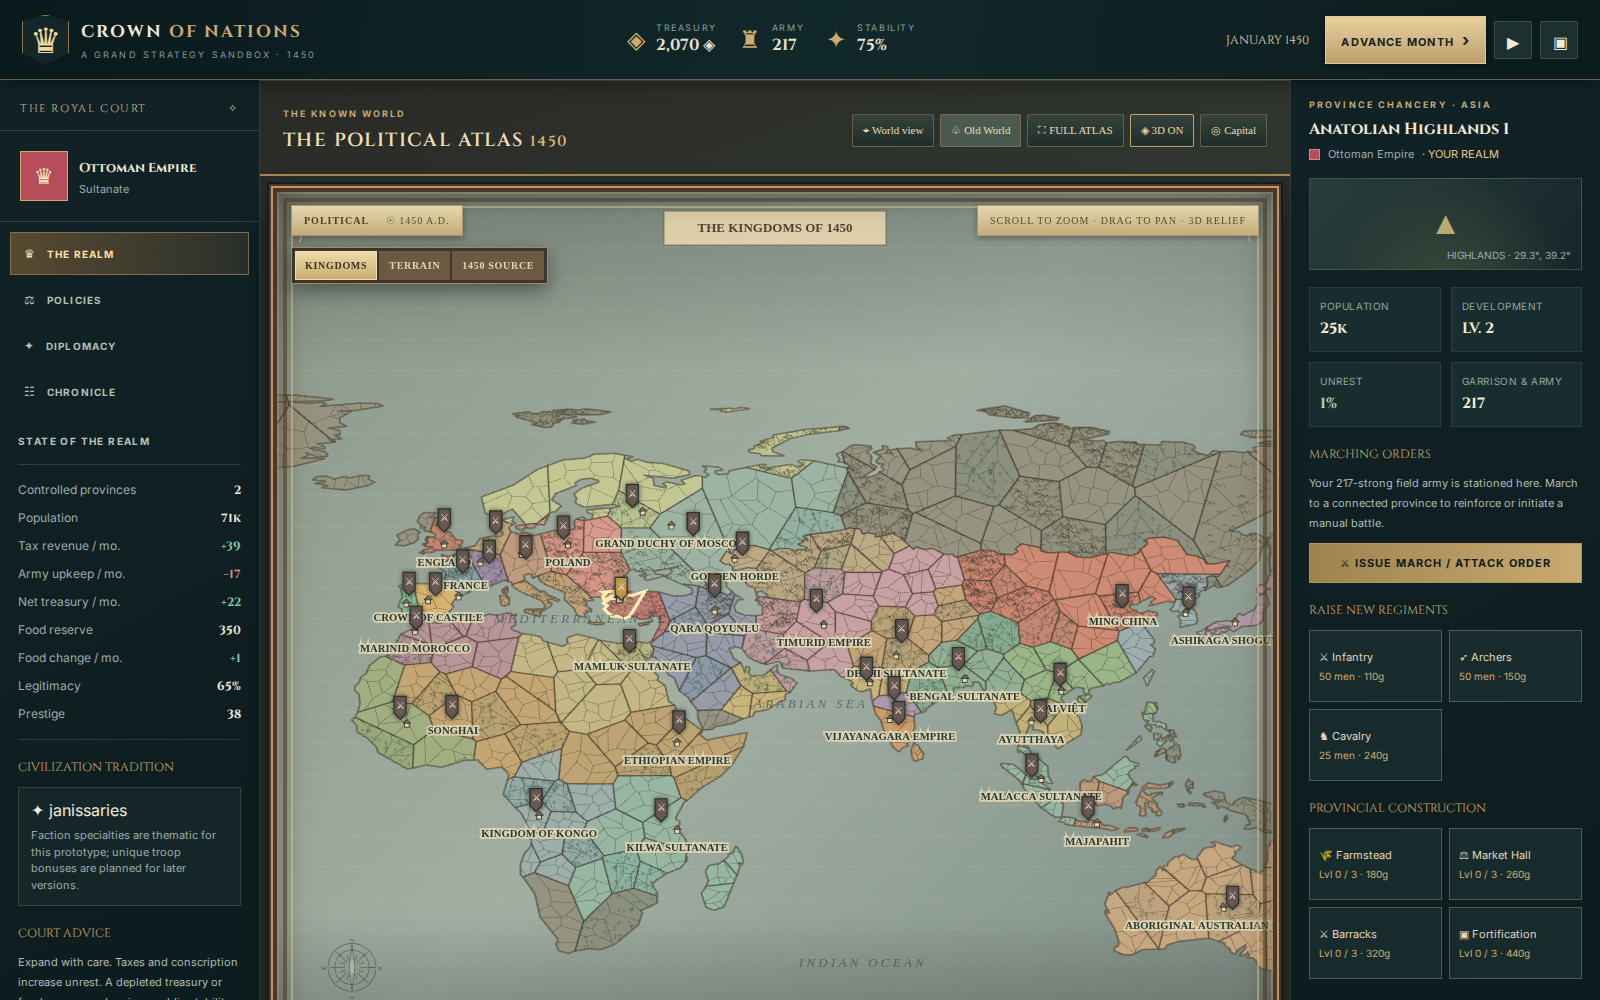 CROWN OF NATIONS
A GRAND STRATEGY SANDBOX · 1450
TREASURY
2,070 ◈
ARMY
217
STABILITY
75%
JANUARY 1450
ADVANCE MONTH ›
THE ROYAL COURT
OTTOMAN EMPIRE
Sultanate
THE REALM
POLICIES
DIPLOMACY
CHRONICLE
STATE OF THE REALM
Controlled provinces 2
Population 71K
Tax revenue / mo. +39
Army upkeep / mo. -17
Net treasury / mo. +22
Food reserve 350
Food change / mo. +1
Legitimacy 65%
Prestige 38
CIVILIZATION TRADITION
✦ janissaries
Faction specialties are thematic for
this prototype; unique troop
bonuses are planned for later
versions.
COURT ADVICE
Expand with care. Taxes and conscription
increase unrest. A depleted treasury or
THE KNOWN WORLD
THE POLITICAL ATLAS 1450
World view
Old World
FULL ATLAS
3D ON
Capital
POLITICAL ☉ 1450 A.D.
THE KINGDOMS OF 1450
SCROLL TO ZOOM · DRAG TO PAN · 3D RELIEF
KINGDOMS
TERRAIN
1450 SOURCE
GRAND DUCHY OF MOSCO
ENGLA
POLAND
FRANCE
GO EN HORDE
CROW OF CASTILE
MEDITERRANEAN SEA
QARA QOYUNLU
MING CHINA
MARINID MOROCCO
TIMURID EMPIRE
ASHIKAGA SHOGU
MAMLUK SULTANATE
DE HI SULTANATE
BENGAL SULTANATE
ARABIAN SEA
AI VIỆT
SONGHAI
VIJAYANAGARA EMPIRE
AYUTTHAYA
ETHIOPIAN EMPIRE
MALACCA SULTANATE
KINGDOM OF KONGO
KILWA SULTANATE
MAJAPAHIT
ABORIGINAL AUSTRALIAN
INDIAN OCEAN
PROVINCE CHANCERY · ASIA
ANATOLIAN HIGHLANDS 1
Ottoman Empire · YOUR REALM
HIGHLANDS · 29.3°, 39.2°
POPULATION
25K
DEVELOPMENT
LV. 2
UNREST
1%
GARRISON & ARMY
217
MARCHING ORDERS
Your 217-strong field army is stationed here. March
to a connected province to reinforce or initiate a
manual battle.
⚔ ISSUE MARCH / ATTACK ORDER
RAISE NEW REGIMENTS
⚔ Infantry
50 men · 110g
➶ Archers
50 men · 150g
♞ Cavalry
25 men · 240g
PROVINCIAL CONSTRUCTION
Farmstead
Lvl 0 / 3 · 180g
⚖ Market Hall
Lvl 0 / 3 · 260g
⚔ Barracks
Lvl 0 / 3 · 320g
▣ Fortification
Lvl 0 / 3 · 440g